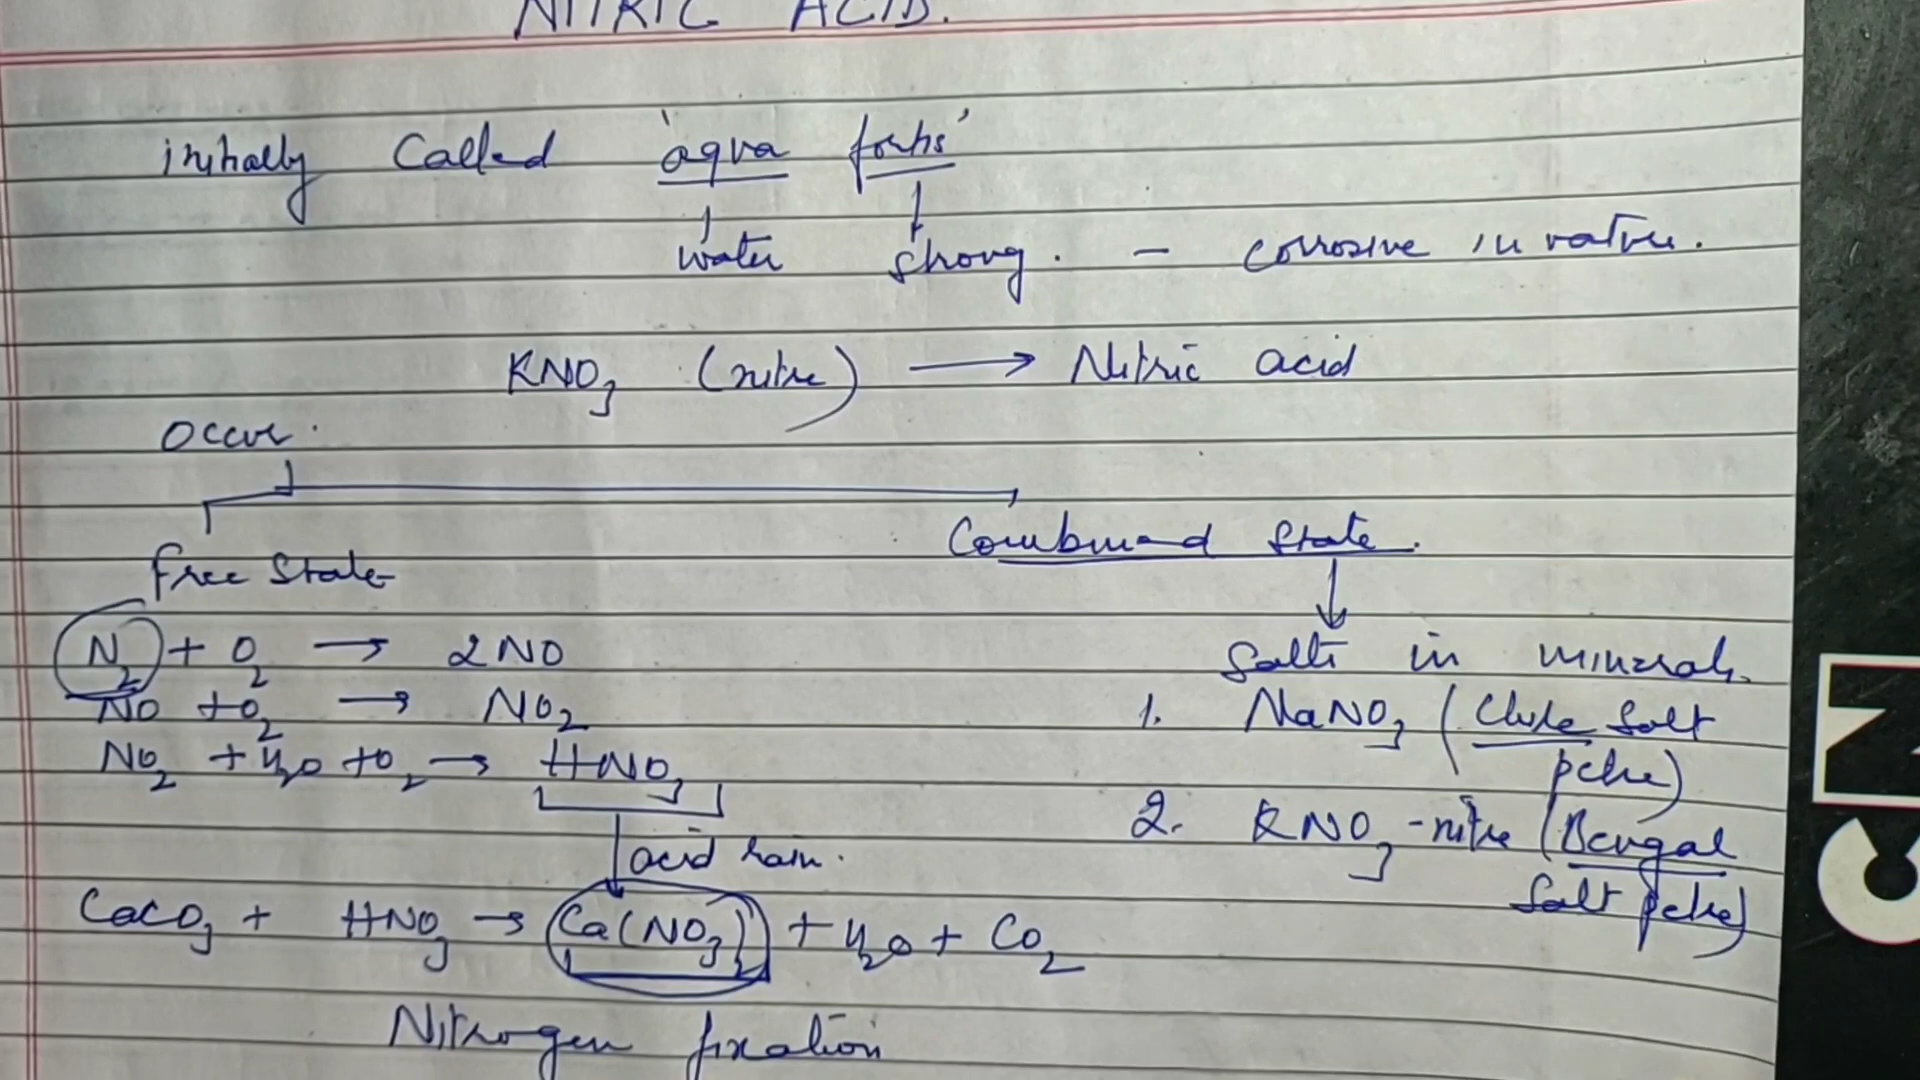 NITRIC ACID.
initially Called 'aqua fortis'
water strong. - corrosive in nature.
KNO3 (nitre) → Nitric acid
Occur.
free State
Combined State.
N2 + O2 → 2NO
NO + O2 → NO2
NO2 + H2O + O2 → HNO3
acid rain.
CaCO3 + HNO3 → Ca(NO3)2 + H2O + CO2
Nitrogen fixation
Salts in minerals.
1. NaNO3 (Chile Salt
petre)
2. KNO3 - nitre (Bengal
Salt petre)
CN